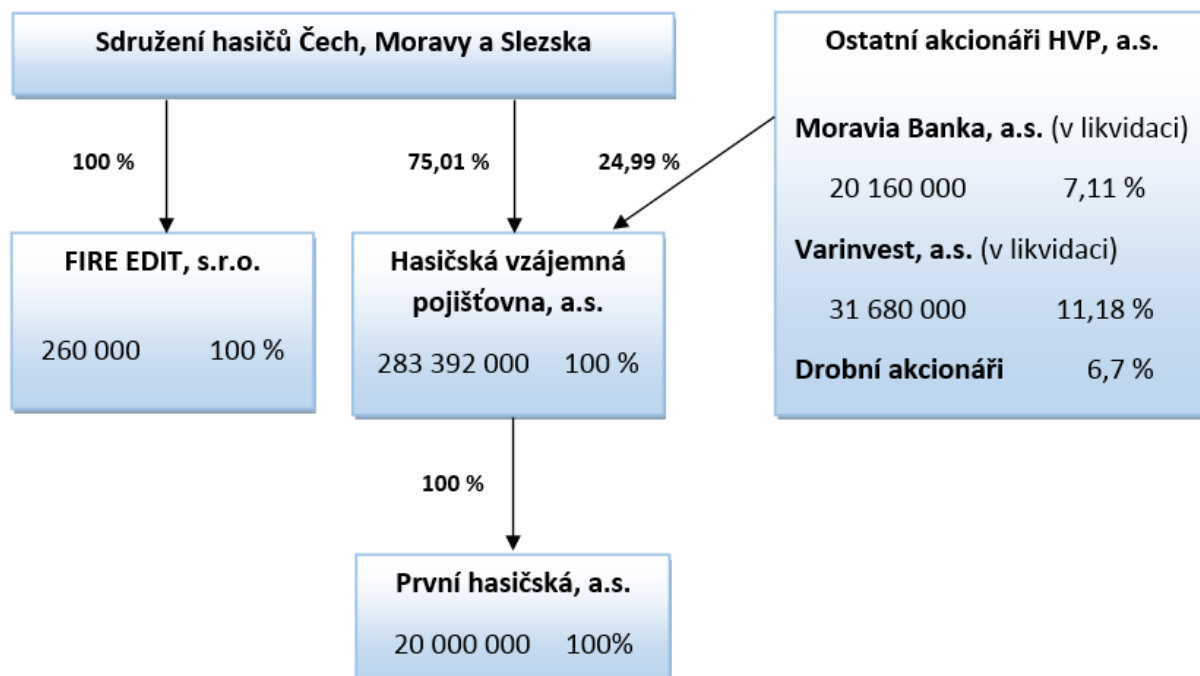 Sdružení hasičů Čech, Moravy a Slezska
100 %
75,01 %
24,99 %
Ostatní akcionáři HVP, a.s.
Moravia Banka, a.s. (v likvidaci)
20 160 000 7,11 %
Varinvest, a.s. (v likvidaci)
31 680 000 11,18 %
Drobní akcionáři 6,7 %
FIRE EDIT, s.r.o.
260 000 100 %
Hasičská vzájemná
pojišťovna, a.s.
283 392 000 100 %
100 %
První hasičská, a.s.
20 000 000 100%